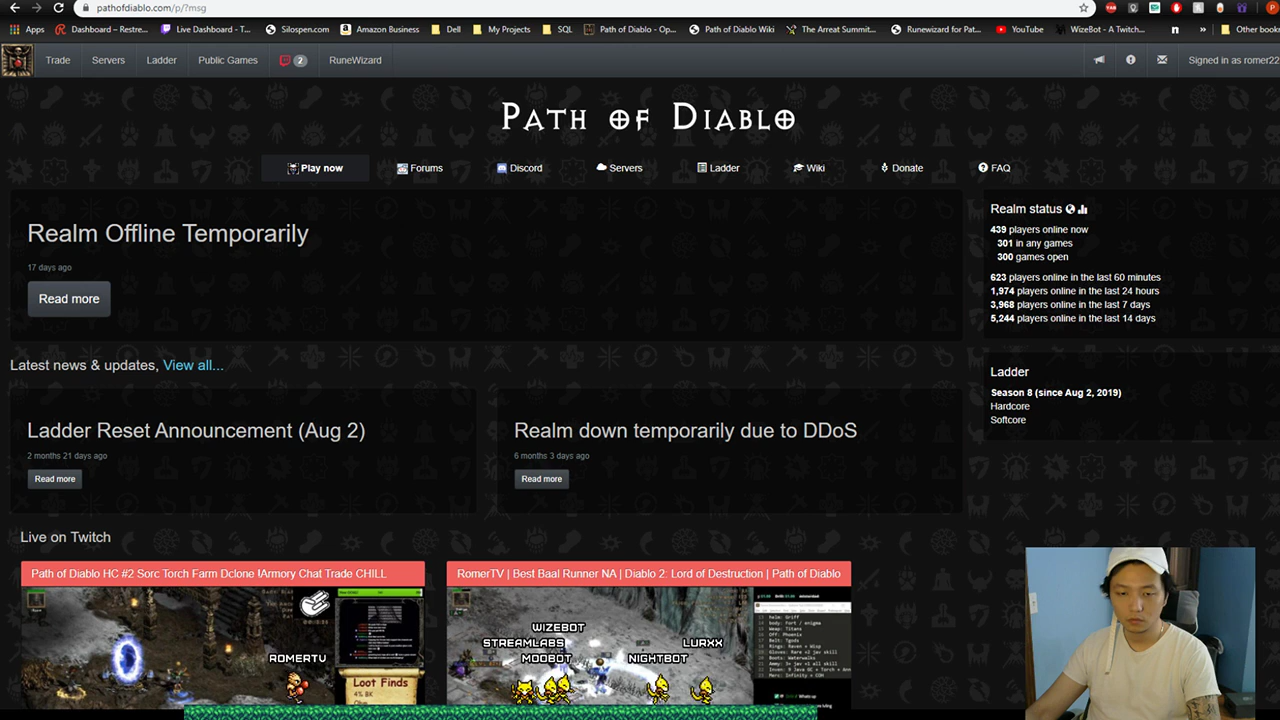 pathofdiablo.com/p/?msg
Apps Dashboard – Restre... Live Dashboard - T... Silospen.com Amazon Business Dell My Projects SQL Path of Diablo - Op... Path of Diablo Wiki The Arreat Summit... Runewizard for Pat... YouTube WizeBot - A Twitch... » Other book
Trade Servers Ladder Public Games 2 RuneWizard Signed in as romer22
Path of Diablo
Play now Forums Discord Servers Ladder Wiki Donate FAQ
Realm Offline Temporarily
17 days ago
Read more
Realm status
439 players online now
301 in any games
300 games open
623 players online in the last 60 minutes
1,974 players online in the last 24 hours
3,968 players online in the last 7 days
5,244 players online in the last 14 days
Latest news & updates, View all...
Ladder
Season 8 (since Aug 2, 2019)
Hardcore
Softcore
Ladder Reset Announcement (Aug 2)
2 months 21 days ago
Read more
Realm down temporarily due to DDoS
6 months 3 days ago
Read more
Live on Twitch
Path of Diablo HC #2 Sorc Torch Farm Dclone !Armory Chat Trade CHILL
RomerTV | Best Baal Runner NA | Diablo 2: Lord of Destruction | Path of Diablo
ROMERTV
Loot Finds
WIZEBOT
STREAMLABS LURXX
MOOBOT NIGHTBOT